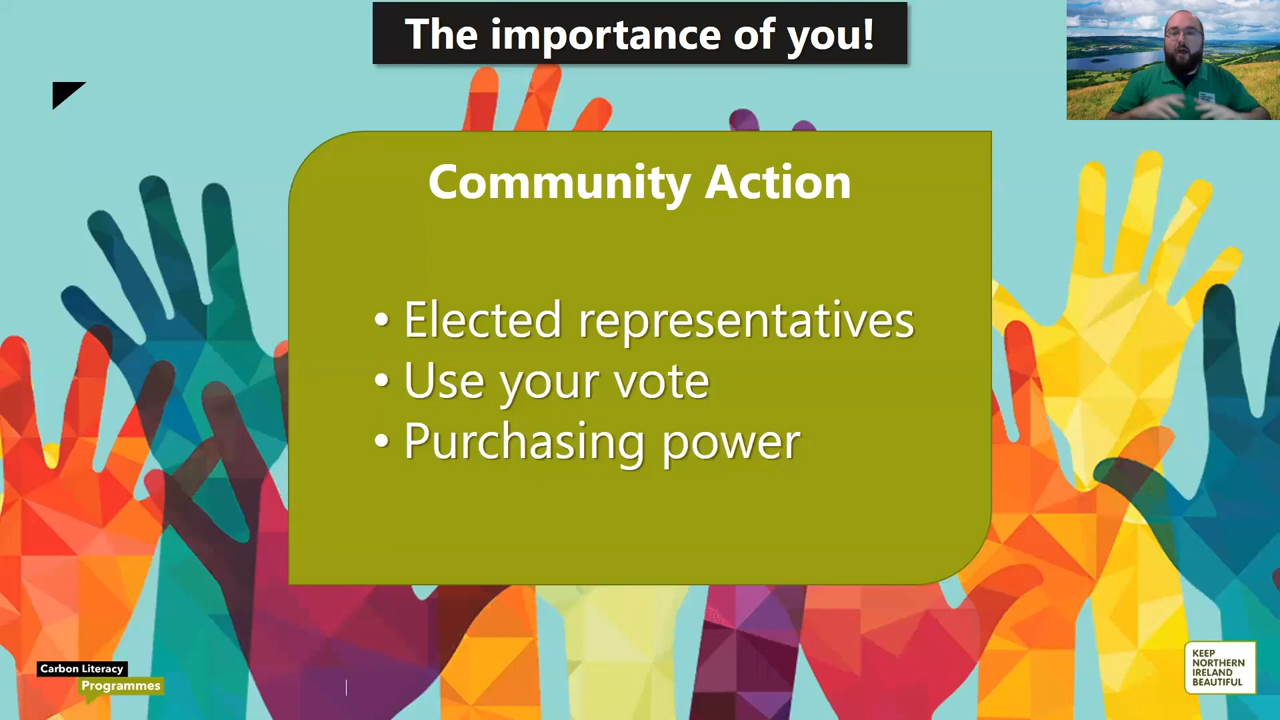 The importance of you!
Community Action
• Elected representatives
• Use your vote
• Purchasing power
Carbon Literacy
Programmes
KEEP
NORTHERN
IRELAND
BEAUTIFUL